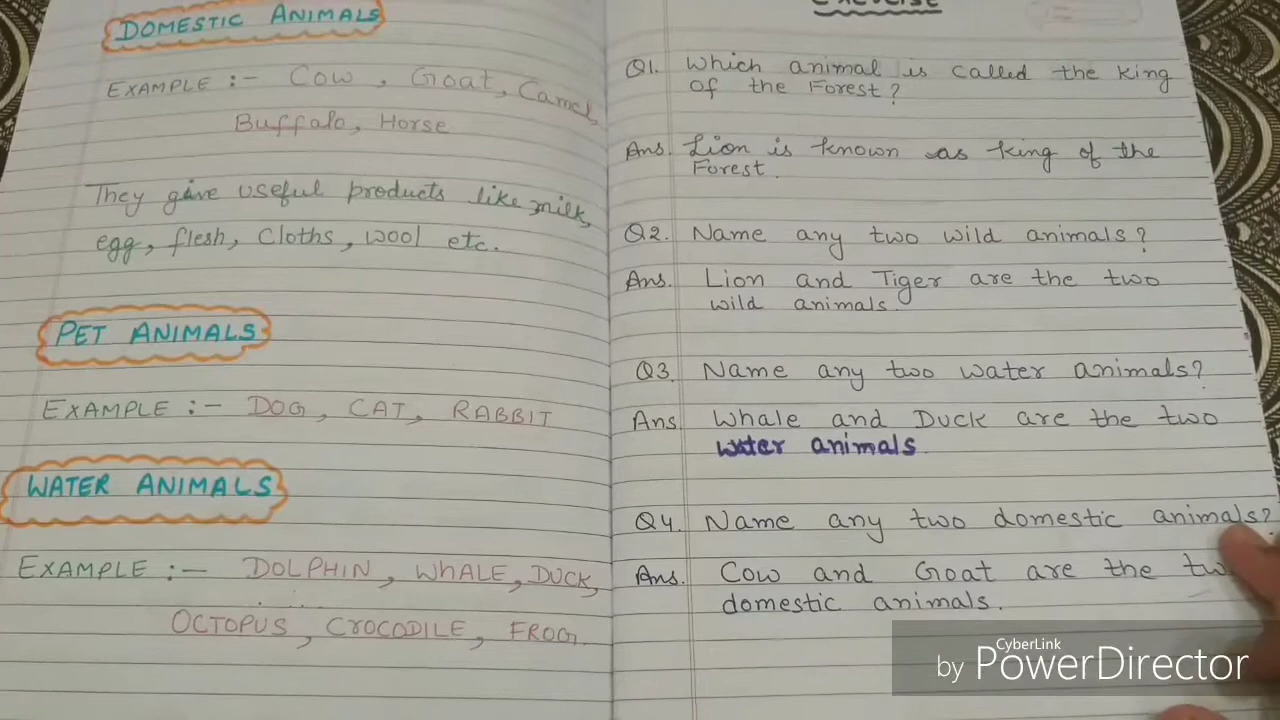 DOMESTIC ANIMALS
EXAMPLE :- Cow, Goat, Camel,
Buffalo, Horse
They give useful products like milk,
egg, flesh, cloths, wool etc.
PET ANIMALS
EXAMPLE :- DOG, CAT, RABBIT
WATER ANIMALS
EXAMPLE :- DOLPHIN, WHALE, DUCK,
OCTOPUS, CROCODILE, FROG
Q1. Which animal is called the king
of the Forest?
Ans Lion is known as king of the
Forest.
Q2. Name any two wild animals?
Ans. Lion and Tiger are the two
wild animals.
Q3. Name any two water animals?
Ans Whale and Duck are the two
water animals.
Q4. Name any two domestic animals?
Ans. Cow and Goat are the tw
domestic animals.
CyberLink
by PowerDirector